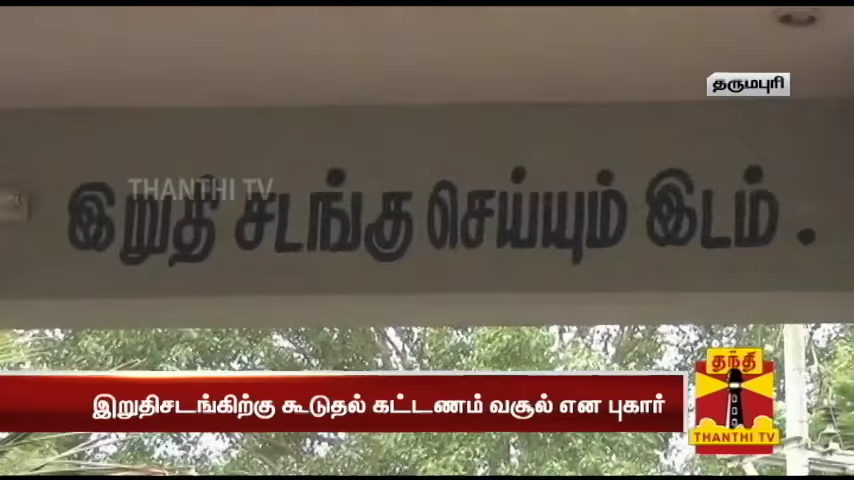 தருமபுரி
THANTHI TV
இறுதி சடங்கு செய்யும் இடம் .
தந்தி
இறுதிசடங்கிற்கு கூடுதல் கட்டணம் வசூல் என புகார்
THANTHI TV